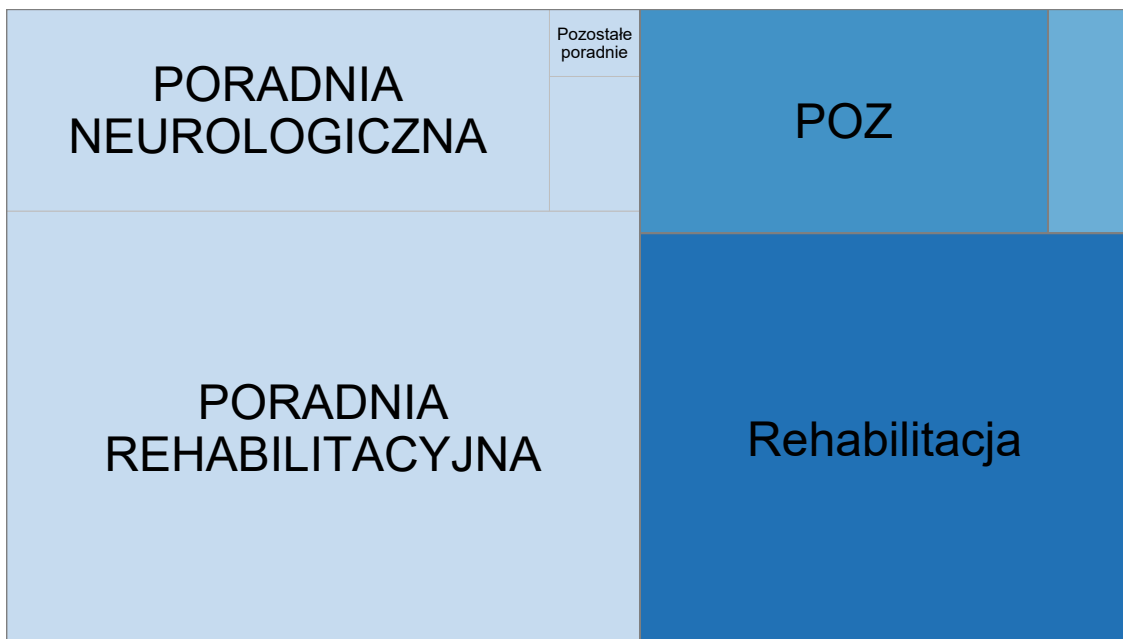 PORADNIA
NEUROLOGICZNA
Pozostałe
poradnie
POZ
PORADNIA
REHABILITACYJNA
Rehabilitacja